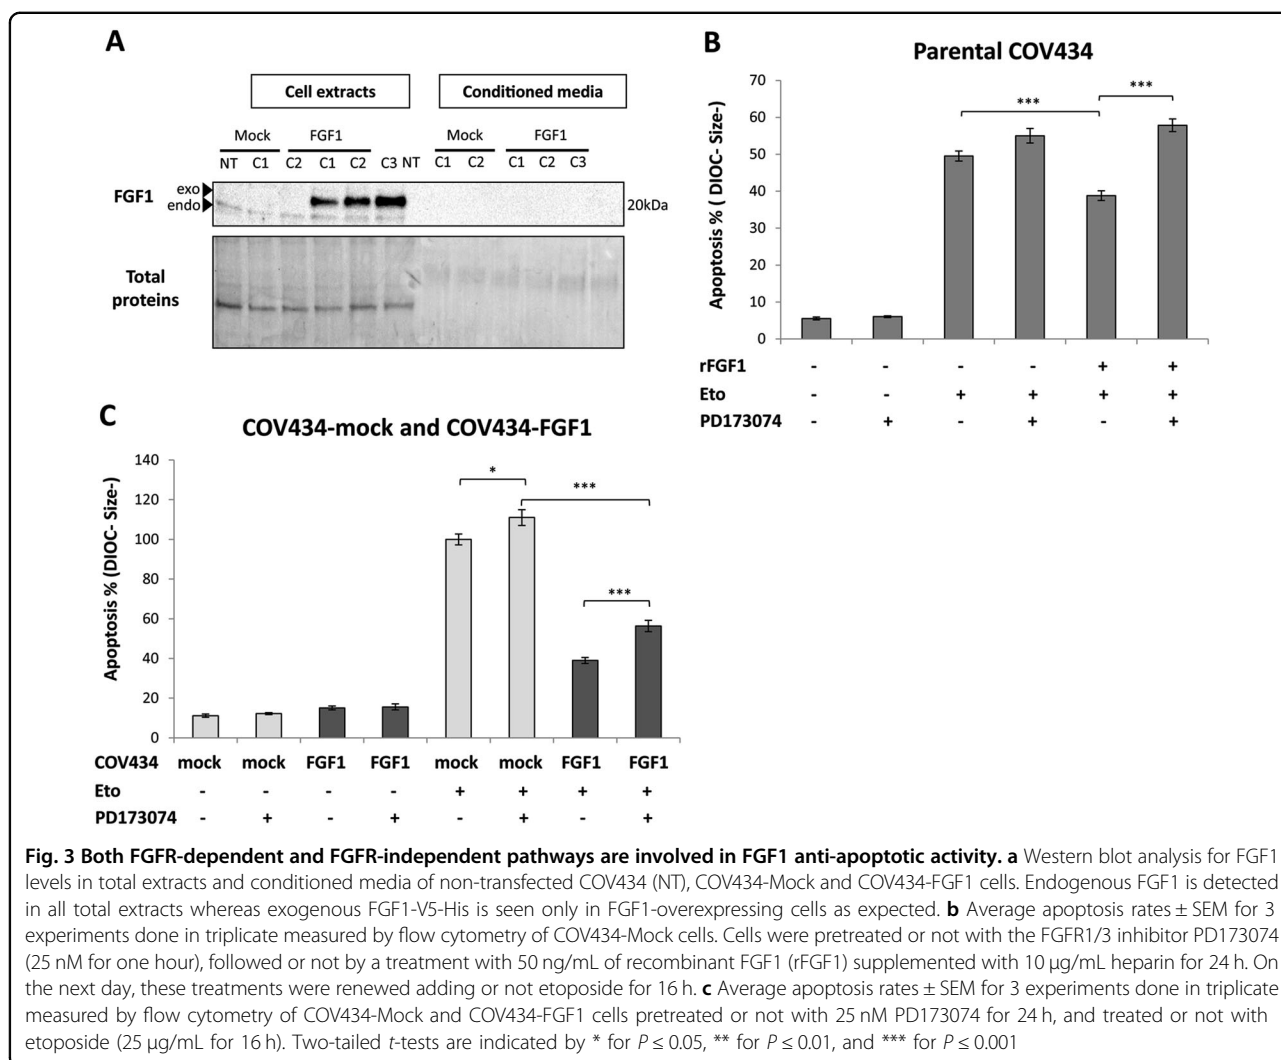 A
Cell extracts
Conditioned media
Mock
FGF1
Mock
FGF1
NT C1 C2 C1 C2 C3 NT C1 C2 C1 C2 C3
FGF1
exo
endo
20kDa
Total
proteins
B
Parental COV434
Apoptosis % ( DIOC- Size-)
70
60
50
40
30
20
10
0
***
***
rFGF1 - - - - + +
Eto - - + + + +
PD173074 - + - + - +
C
COV434-mock and COV434-FGF1
Apoptosis % (DIOC- Size-)
140
120
100
80
60
40
20
0
*
***
***
COV434 mock mock FGF1 FGF1 mock mock FGF1 FGF1
Eto - - - - + + + +
PD173074 - + - + - + - +
Fig. 3 Both FGFR-dependent and FGFR-independent pathways are involved in FGF1 anti-apoptotic activity. a Western blot analysis for FGF1
levels in total extracts and conditioned media of non-transfected COV434 (NT), COV434-Mock and COV434-FGF1 cells. Endogenous FGF1 is detected
in all total extracts whereas exogenous FGF1-V5-His is seen only in FGF1-overexpressing cells as expected. b Average apoptosis rates ± SEM for 3
experiments done in triplicate measured by flow cytometry of COV434-Mock cells. Cells were pretreated or not with the FGFR1/3 inhibitor PD173074
(25 nM for one hour), followed or not by a treatment with 50 ng/mL of recombinant FGF1 (rFGF1) supplemented with 10 µg/mL heparin for 24 h. On
the next day, these treatments were renewed adding or not etoposide for 16 h. c Average apoptosis rates ± SEM for 3 experiments done in triplicate
measured by flow cytometry of COV434-Mock and COV434-FGF1 cells pretreated or not with 25 nM PD173074 for 24 h, and treated or not with
etoposide (25 µg/mL for 16 h). Two-tailed t-tests are indicated by * for P ≤ 0.05, ** for P ≤ 0.01, and *** for P ≤ 0.001